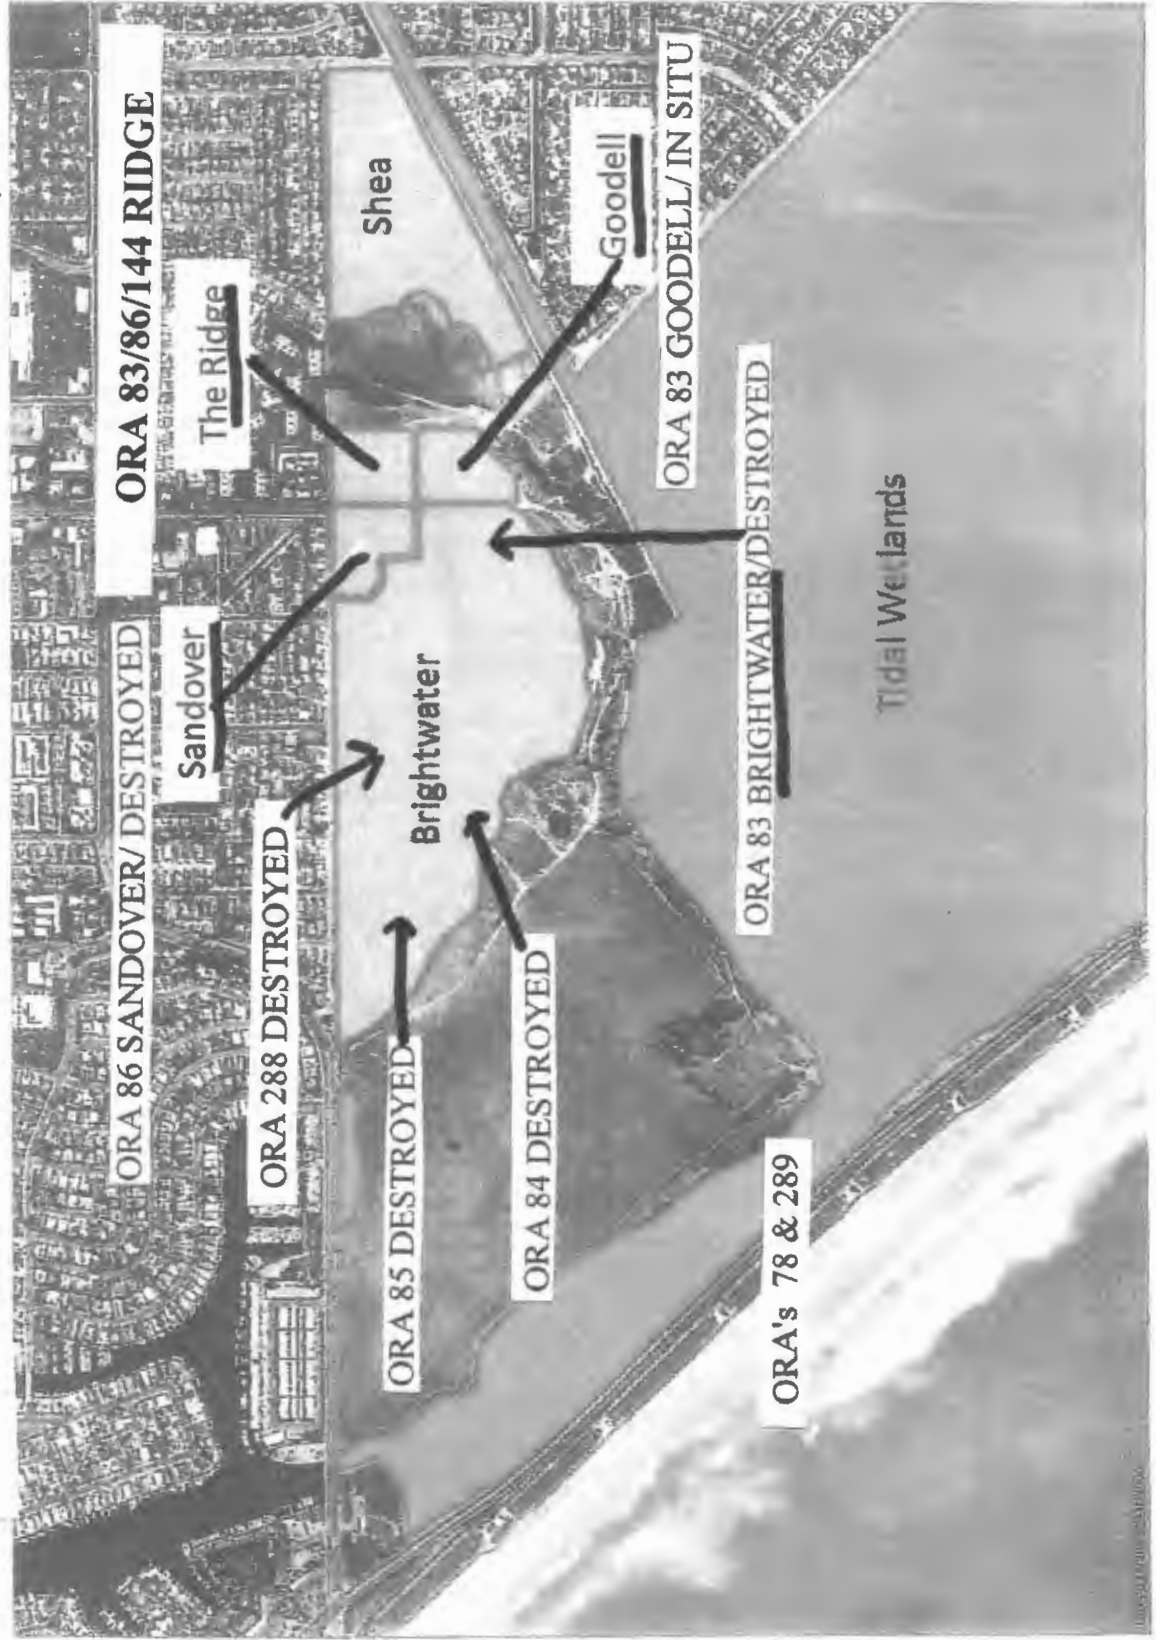 ORA 86 SANDOVER/ DESTROYED
ORA 83/86/144 RIDGE
Sandover
The Ridge
ORA 288 DESTROYED
Shea
Brightwater
ORA 85 DESTROYED
ORA 84 DESTROYED
Goodell
ORA 83 GOODELL/ IN SITU
ORA 83 BRIGHTWATER/DESTROYED
ORA's 78 & 289
Tidal Wetlands